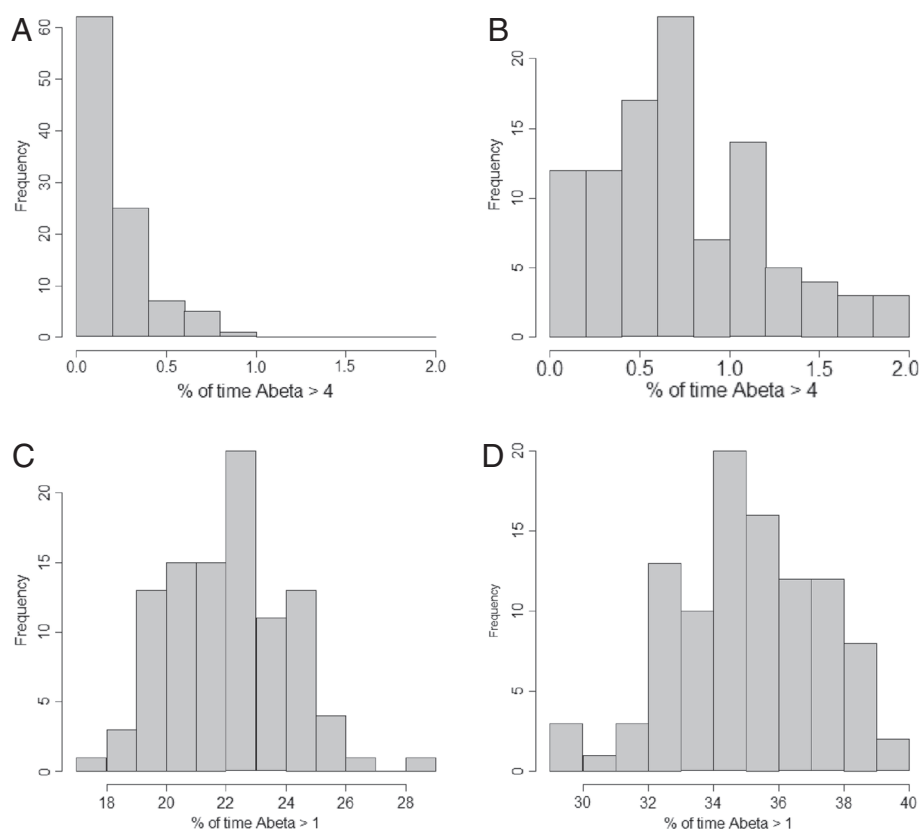 A
Frequency
60
50
40
30
20
10
0
0.0 0.5 1.0 1.5 2.0
% of time Abeta > 4
B
Frequency
20
15
10
5
0
0.0 0.5 1.0 1.5 2.0
% of time Abeta > 4
C
Frequency
20
15
10
5
0
18 20 22 24 26 28
% of time Abeta > 1
D
Frequency
20
15
10
5
0
30 32 34 36 38 40
% of time Abeta > 1